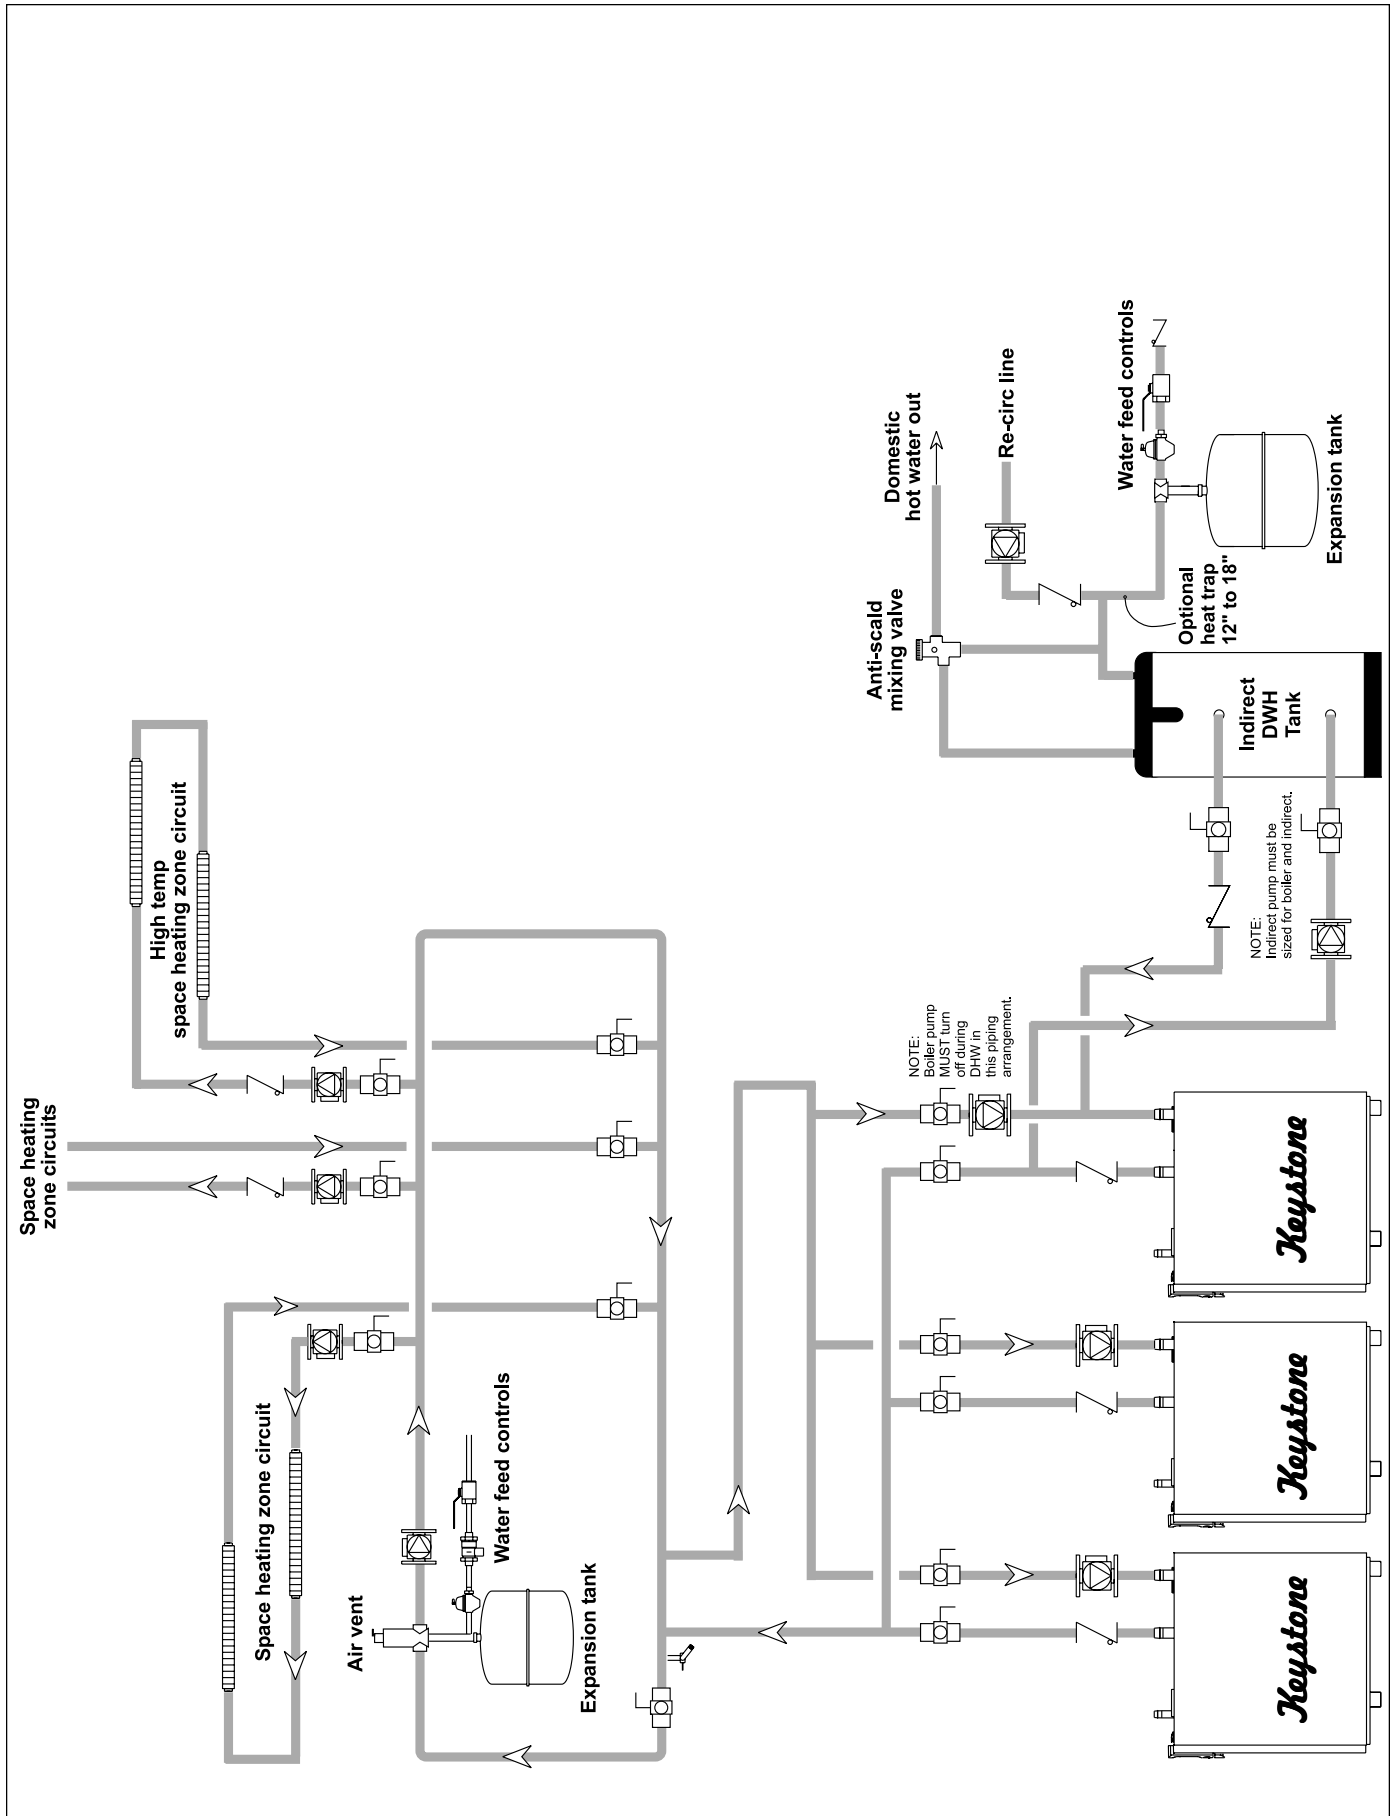 Space heating
zone circuits
High temp
space heating zone circuit
Space heating zone circuit
Air vent
Water feed controls
Expansion tank
Domestic
hot water out
Re-circ line
Water feed controls
Anti-scald
mixing valve
Optional
heat trap
12" to 18"
Expansion tank
Indirect
DWH
Tank
NOTE:
Indirect pump must be
sized for boiler and indirect.
NOTE:
Boiler pump
MUST turn
off during
DHW in
this piping
arrangement.
Keystone
Keystone
Keystone